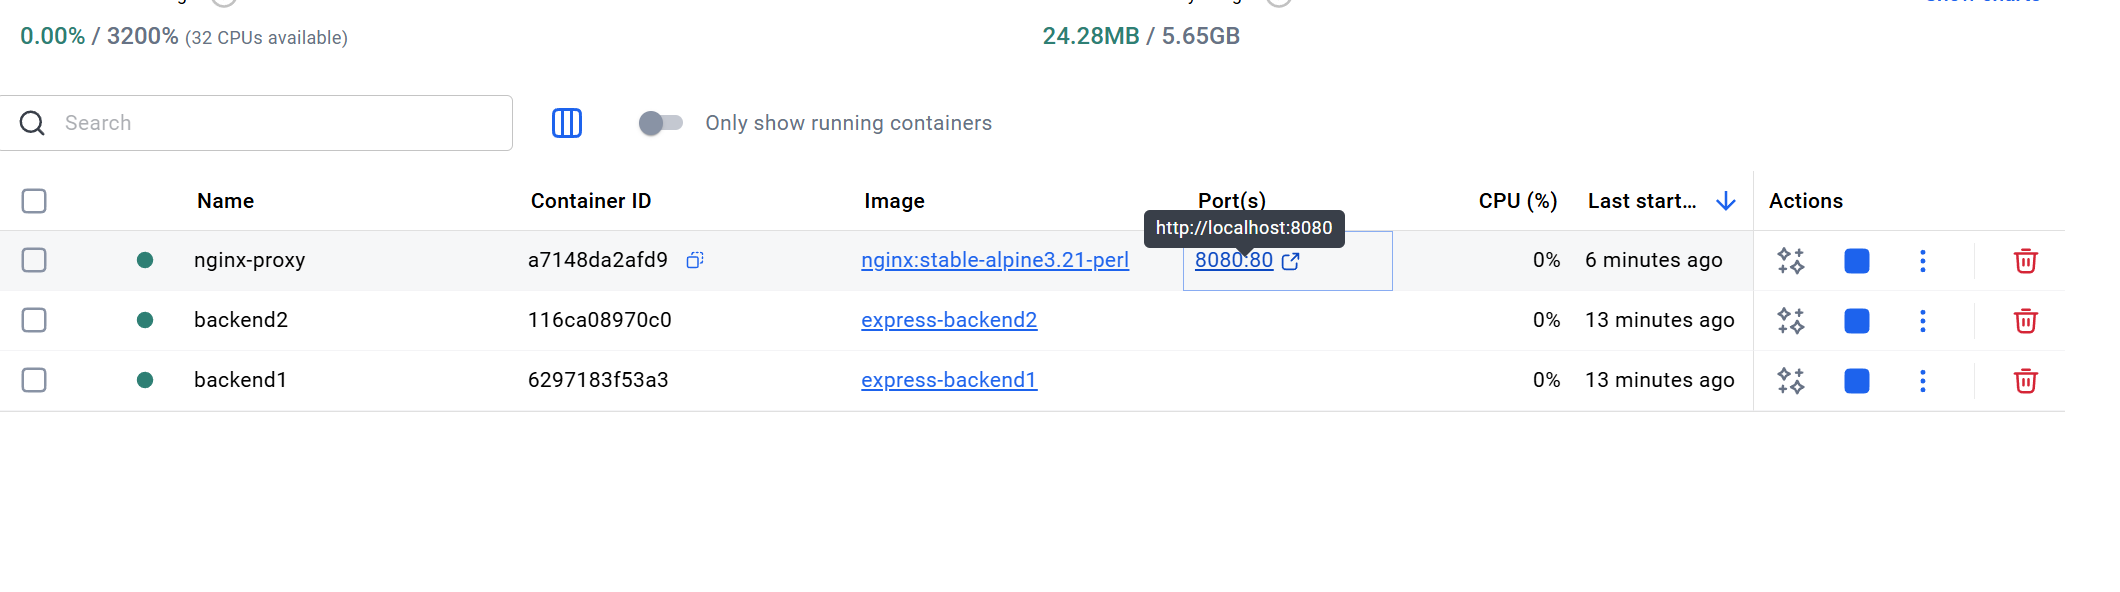 0.00% / 3200% (32 CPUs available)
24.28MB / 5.65GB
Search
Only show running containers
Name Container ID Image Port(s) CPU (%) Last start... Actions
http://localhost:8080
nginx-proxy a7148da2afd9 nginx:stable-alpine3.21-perl 8080:80 0% 6 minutes ago
backend2 116ca08970c0 express-backend2 0% 13 minutes ago
backend1 6297183f53a3 express-backend1 0% 13 minutes ago